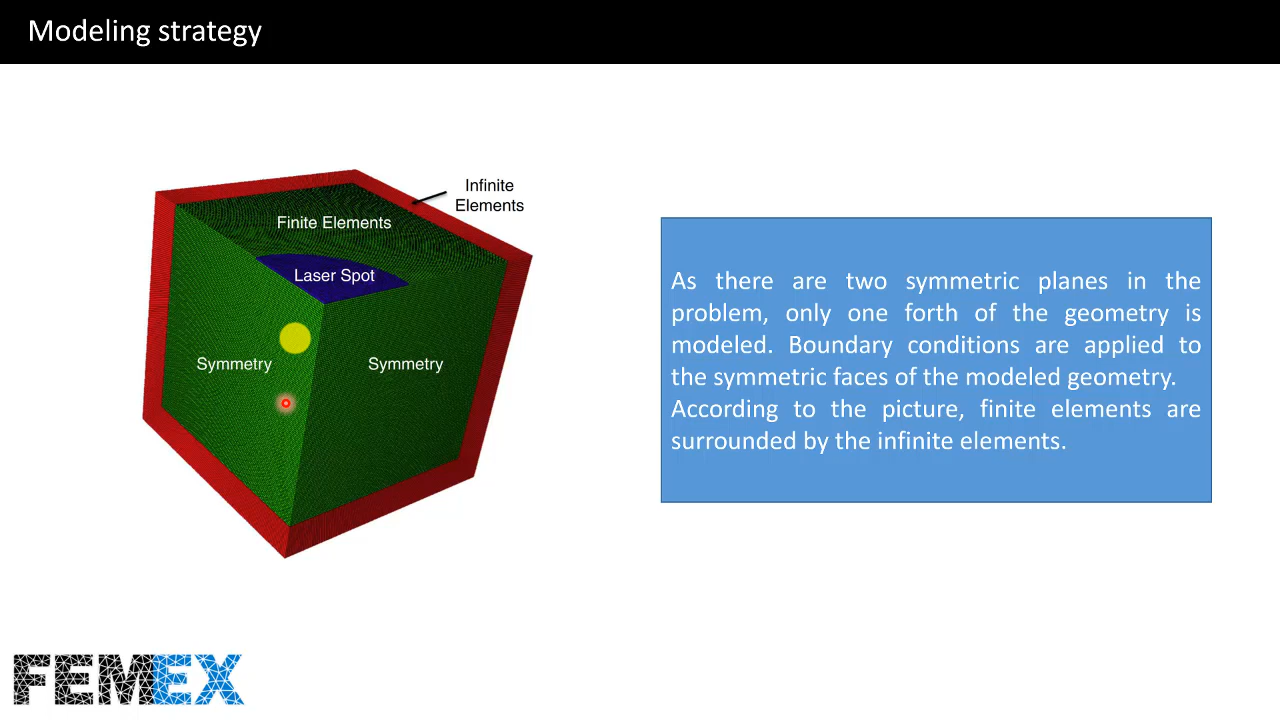 Modeling strategy
Infinite
Elements
Finite Elements
Laser Spot
Symmetry
Symmetry
As there are two symmetric planes in the
problem, only one forth of the geometry is
modeled. Boundary conditions are applied to
the symmetric faces of the modeled geometry.
According to the picture, finite elements are
surrounded by the infinite elements.
FEMEX